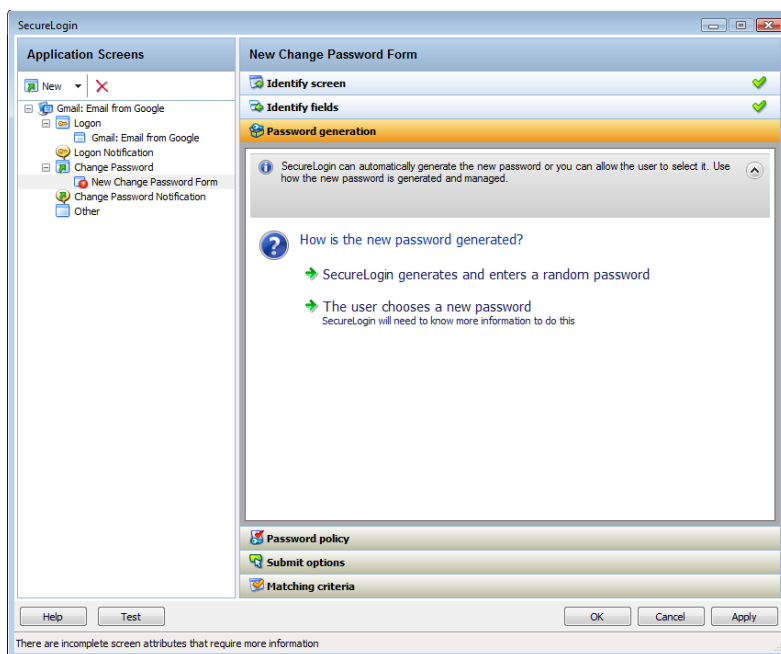 SecureLogin
Application Screens
New
Gmail: Email from Google
Logon
Gmail: Email from Google
Logon Notification
Change Password
New Change Password Form
Change Password Notification
Other
New Change Password Form
Identify screen
Identify fields
Password generation
SecureLogin can automatically generate the new password or you can allow the user to select it. Use
how the new password is generated and managed.
How is the new password generated?
SecureLogin generates and enters a random password
The user chooses a new password
SecureLogin will need to know more information to do this
Password policy
Submit options
Matching criteria
Help
Test
OK
Cancel
Apply
There are incomplete screen attributes that require more information